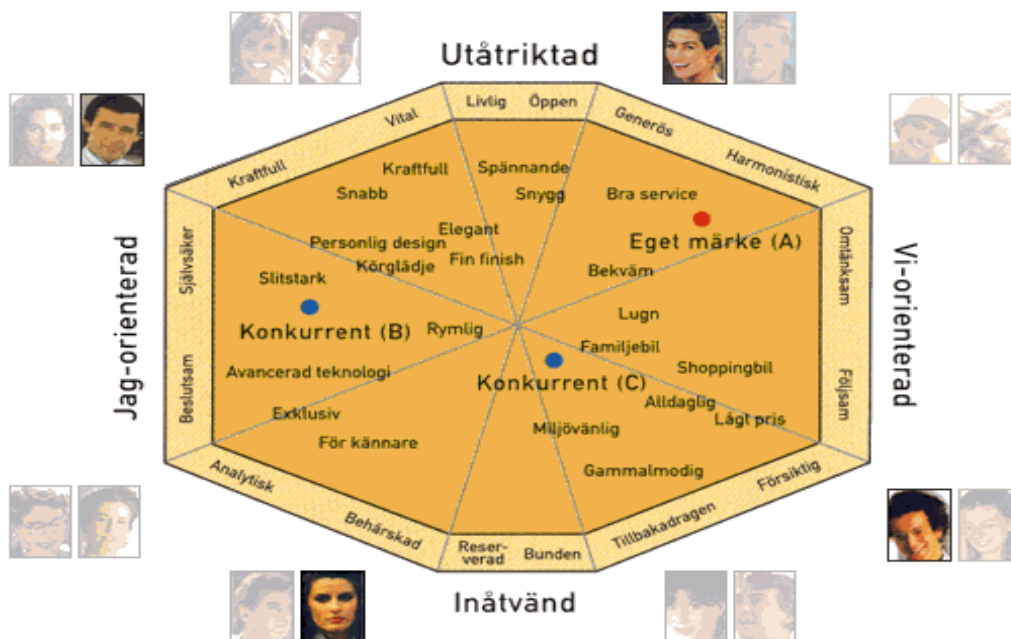 Utåtriktad
Livlig Öppen
Vital
Generös
Kraftfull
Harmonistisk
Kraftfull
Spännande
Snabb
Snygg
Bra service
Elegant
Eget märke (A)
Personlig design
Körglädje
Fin finish
Självsäker
Omtänksam
Slitstark
Bekväm
Jag-orienterad
Vi-orienterad
Lugn
Konkurrent (B)
Rymlig
Familjebil
Shoppingbil
Avancerad teknologi
Konkurrent (C)
Beslutsam
Följsam
Alldaglig
Exklusiv
Lågt pris
För kännare
Miljövänlig
Gammalmodig
Analytisk
Försiktig
Behärskad
Tillbakadragen
Reser-
verad
Bunden
Inåtvänd